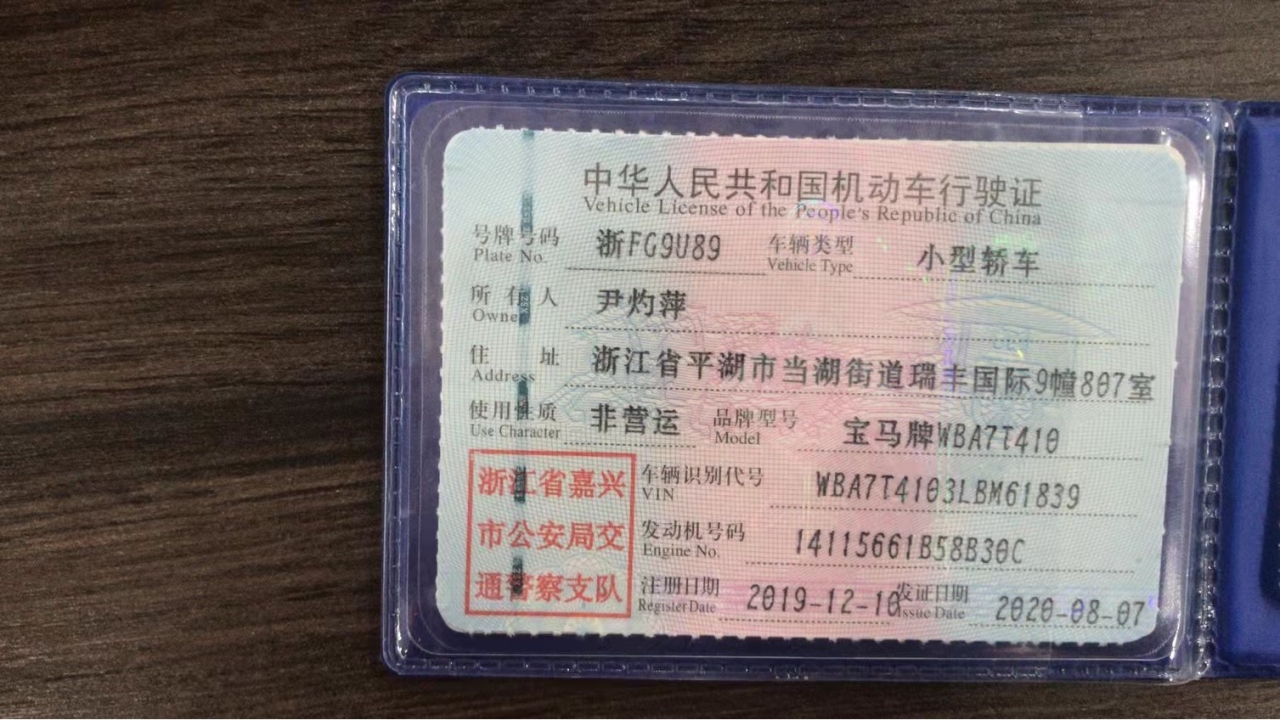 中华人民共和国机动车行驶证
Vehicle License of the People's Republic of China
号牌号码 浙FG9U89 车辆类型 小型轿车
Plate No. Vehicle Type
所有人 尹灼萍
Owner
住址 浙江省平湖市当湖街道瑞丰国际9幢807室
Address
使用性质 非营运 品牌型号 宝马牌WBA7T410
Use Character Model
浙江省嘉兴
市公安局交
通警察支队
车辆识别代号 WBA7T4103LBM61839
VIN
发动机号码 14115661B58B30C
Engine No.
注册日期 2019-12-10 发证日期 2020-08-07
Register Date Issue Date